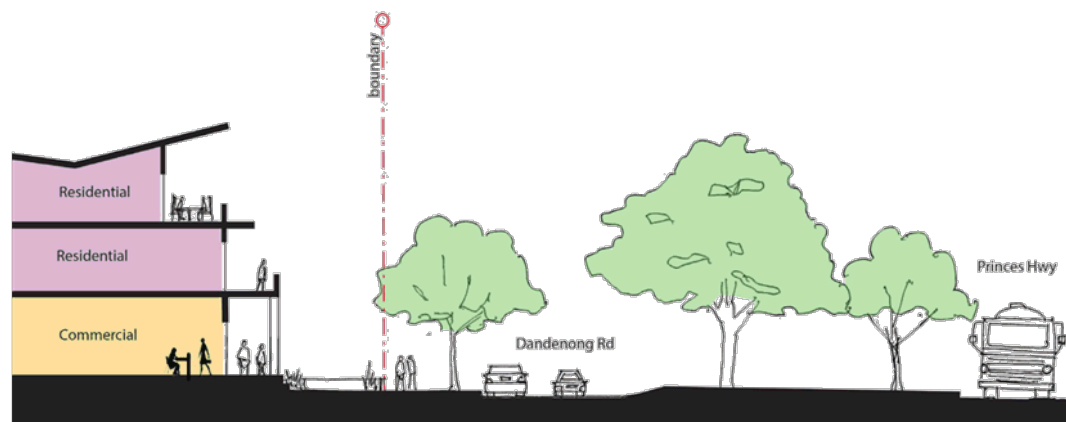 boundary
Residential
Residential
Princes Hwy
Commercial
Dandenong Rd